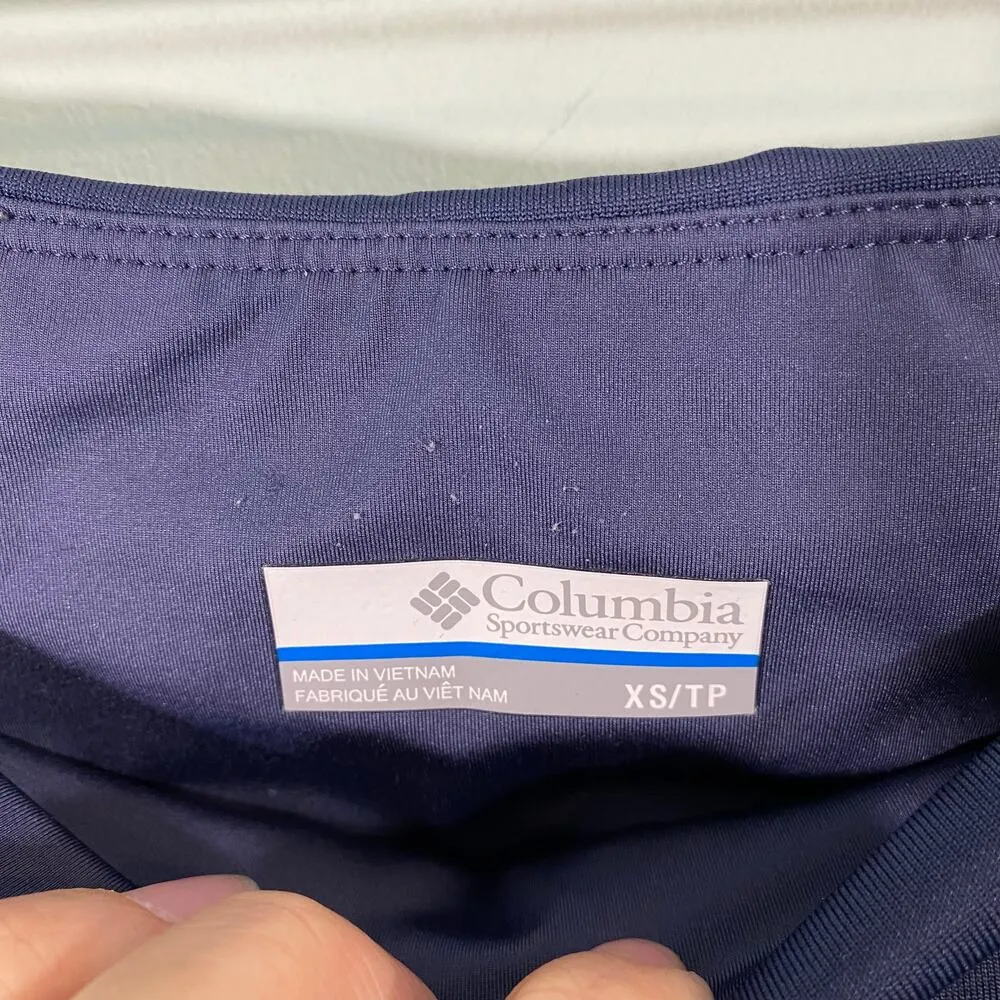 Columbia
Sportswear Company
MADE IN VIETNAM
FABRIQUÉ AU VIÊT NAM
XS/TP